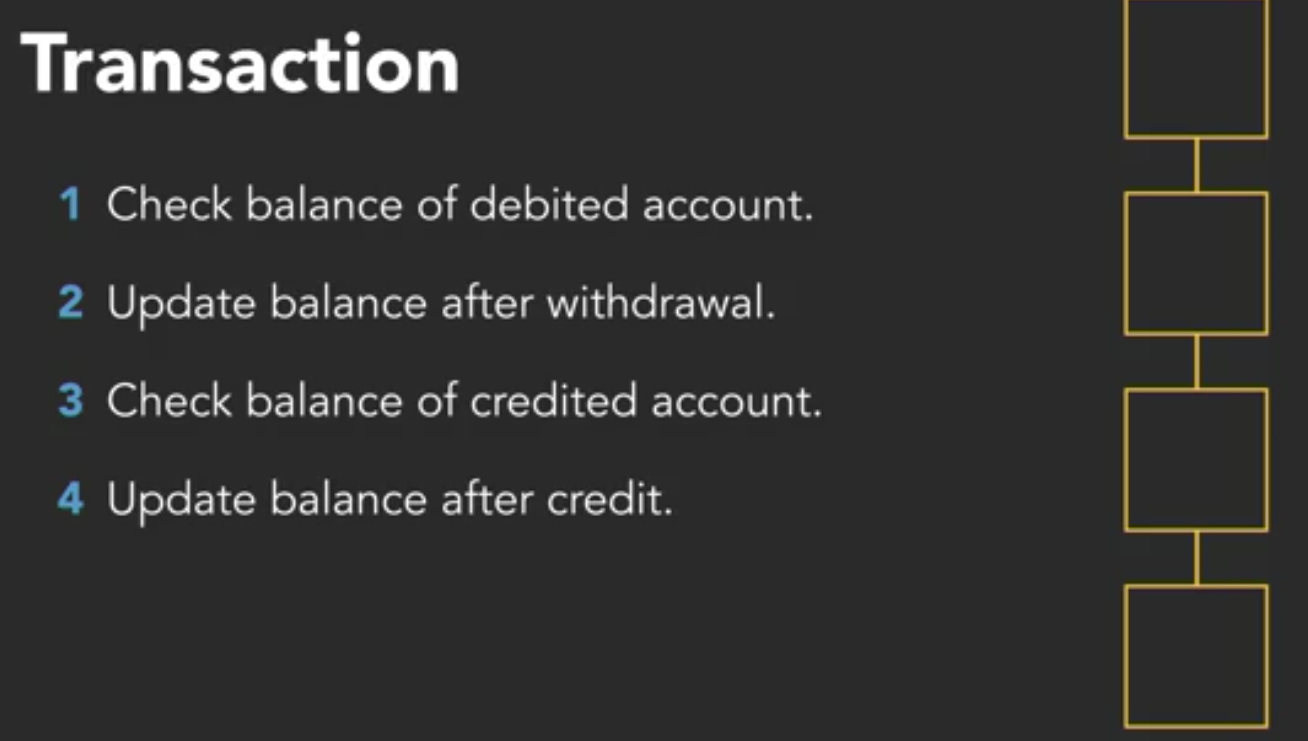 Transaction
1 Check balance of debited account.
2 Update balance after withdrawal.
3 Check balance of credited account.
4 Update balance after credit.